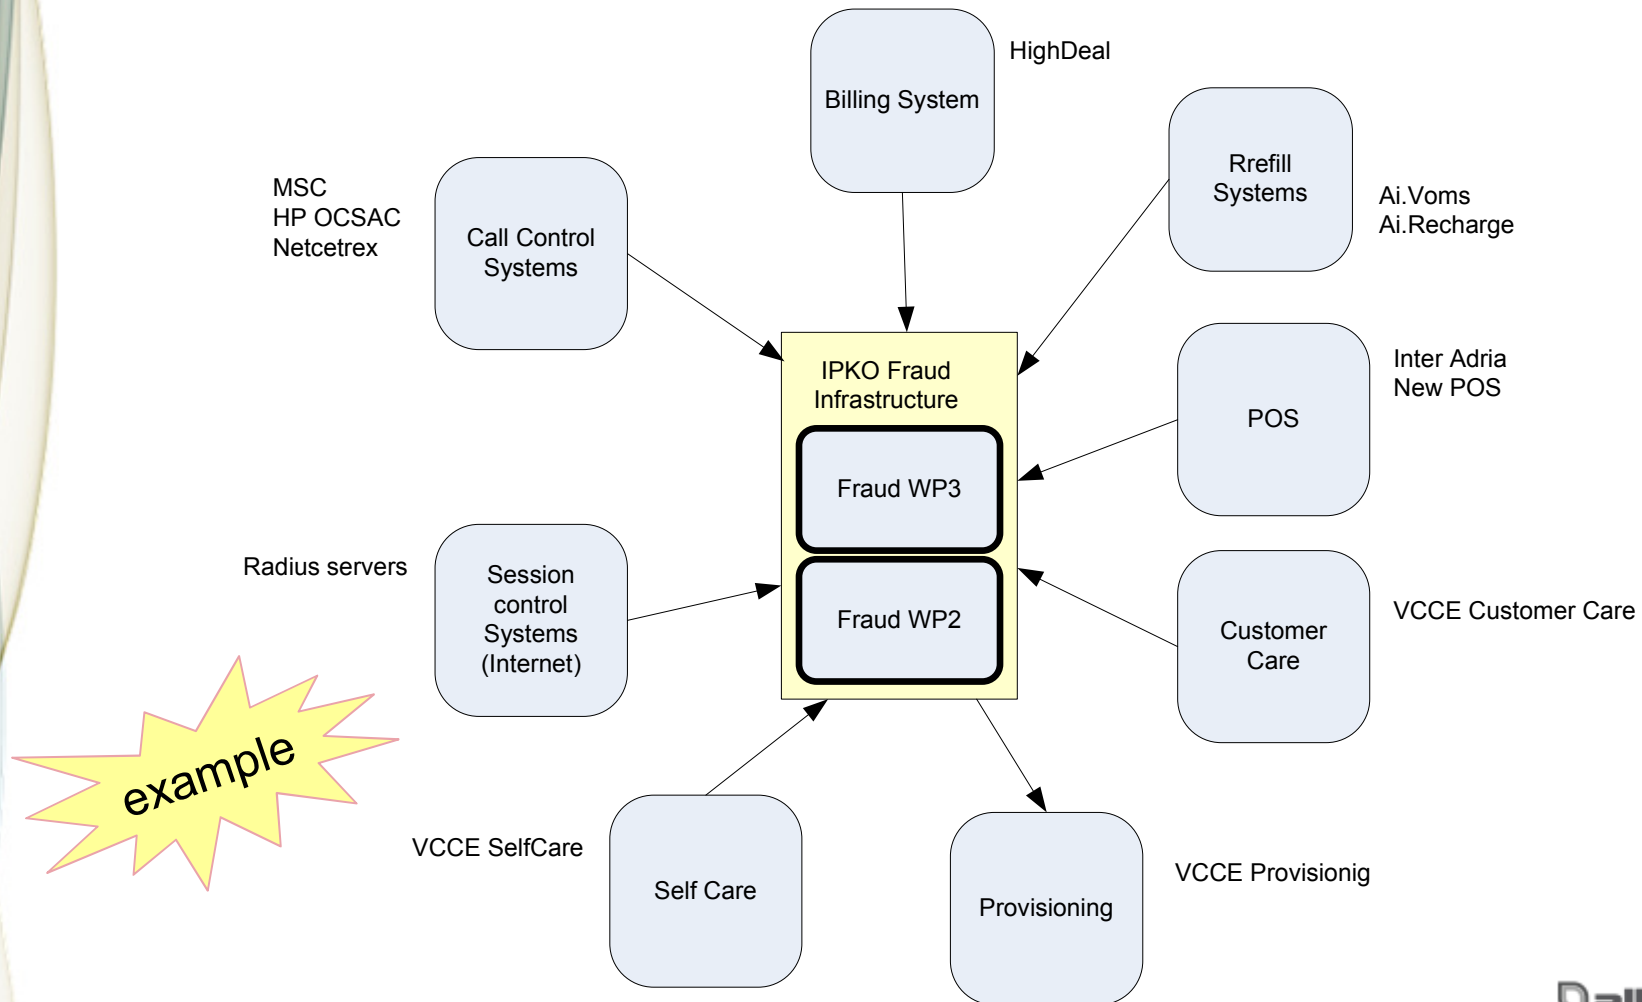 HighDeal
Billing System
Rrefill
Systems
Ai.Voms
Ai.Recharge
MSC
HP OCSAC
Netcetrex
Call Control
Systems
IPKO Fraud
Infrastructure
Inter Adria
New POS
POS
Fraud WP3
Radius servers
Session
control
Systems
(Internet)
Fraud WP2
Customer
Care
VCCE Customer Care
example
VCCE SelfCare
Self Care
VCCE Provisionig
Provisioning